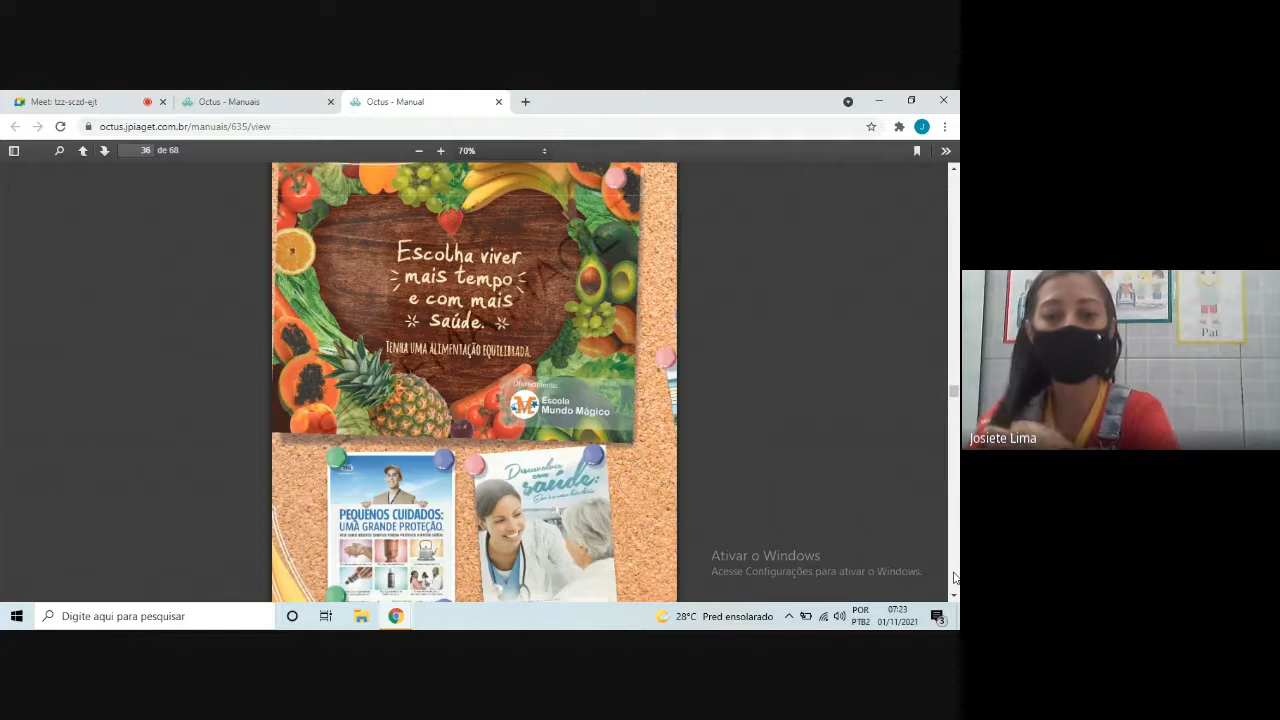 Meet: tzz-sczd-ejt
Octus - Manuais
Octus - Manual
octus.jpiaget.com.br/manuais/635/view
J
36 de 68
70%
Escolha viver
mais tempo
e com mais
saúde.
TENHA UMA ALIMENTAÇÃO EQUILIBRADA.
Oferecimento
M
Escola
Mundo Mágico
PEQUENOS CUIDADOS:
UMA GRANDE PROTEÇÃO.
Desenvolver
saúde:
Pat
Josiete Lima
Ativar o Windows
Acesse Configurações para ativar o Windows.
Digite aqui para pesquisar
28°C Pred ensolarado
POR
PTB2
07:23
01/11/2021
3